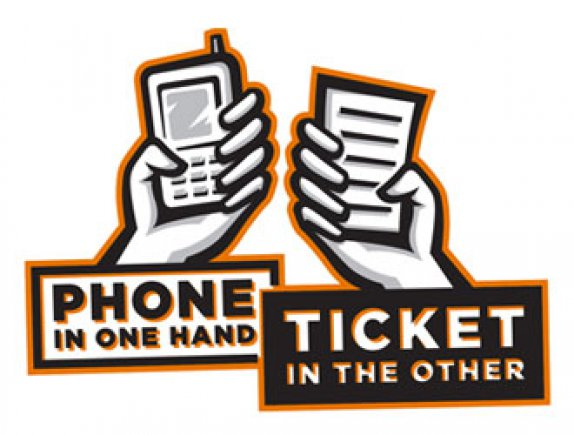 PHONE
IN ONE HAND
TICKET
IN THE OTHER